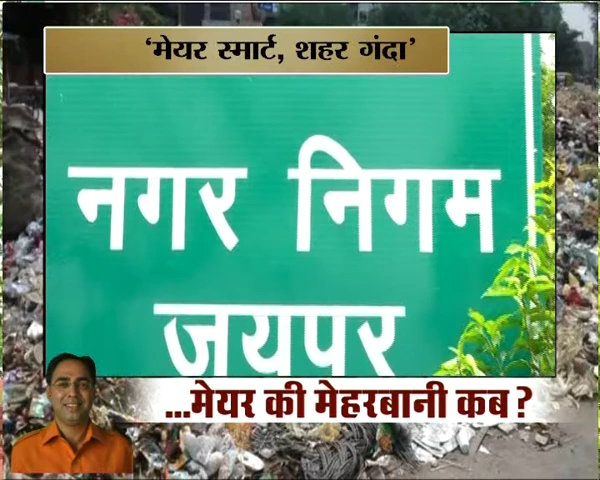 ‘मेयर स्मार्ट, शहर गंदा’
नगर निगम
जयपुर
...मेयर की मेहरबानी कब?